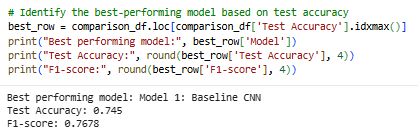 # Identify the best-performing model based on test accuracy
best_row = comparison_df.loc[comparison_df['Test Accuracy'].idxmax()]
print("Best performing model:", best_row['Model'])
print("Test Accuracy:", round(best_row['Test Accuracy'], 4))
print("F1-score:", round(best_row['F1-score'], 4))
Best performing model: Model 1: Baseline CNN
Test Accuracy: 0.745
F1-score: 0.7678